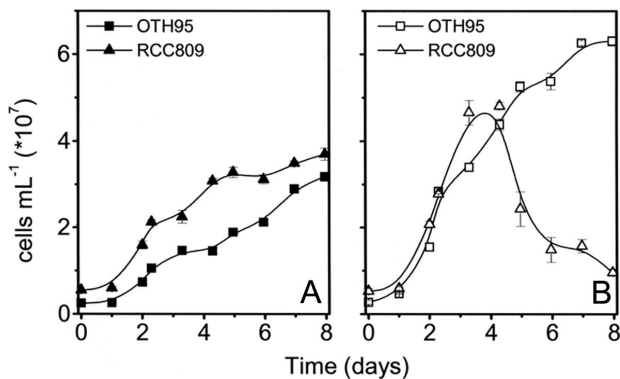 OTH95
RCC809
OTH95
RCC809
6
4
2
0
cells mL⁻¹ (*10⁷)
A
B
0 2 4 6 8 0 2 4 6 8
Time (days)